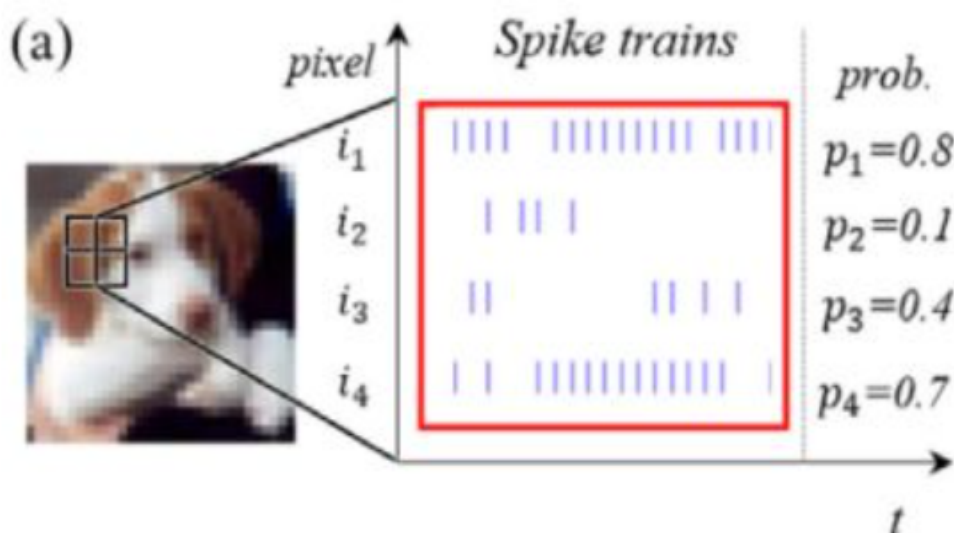 (a)
Spike trains
pixel
prob.
i₁
p₁=0.8
i₂
p₂=0.1
i₃
p₃=0.4
i₄
p₄=0.7
t